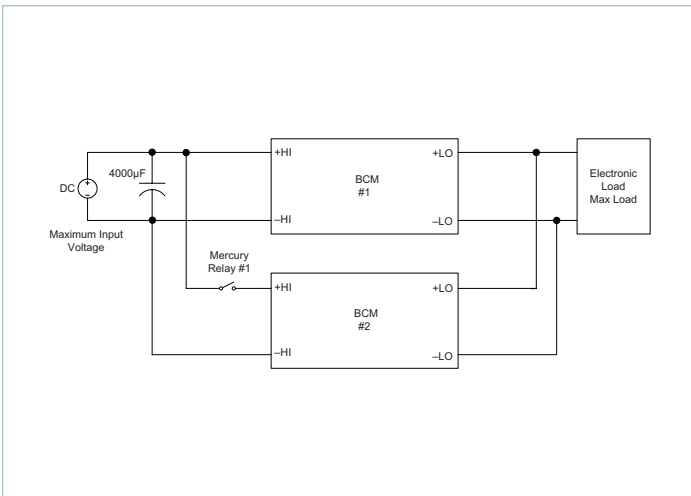 +HI
+LO
4000µF
BCM
#1
Electronic
Load
Max Load
DC
+
–
–HI
–LO
Maximum Input
Voltage
Mercury
Relay #1
+HI
+LO
BCM
#2
–HI
–LO